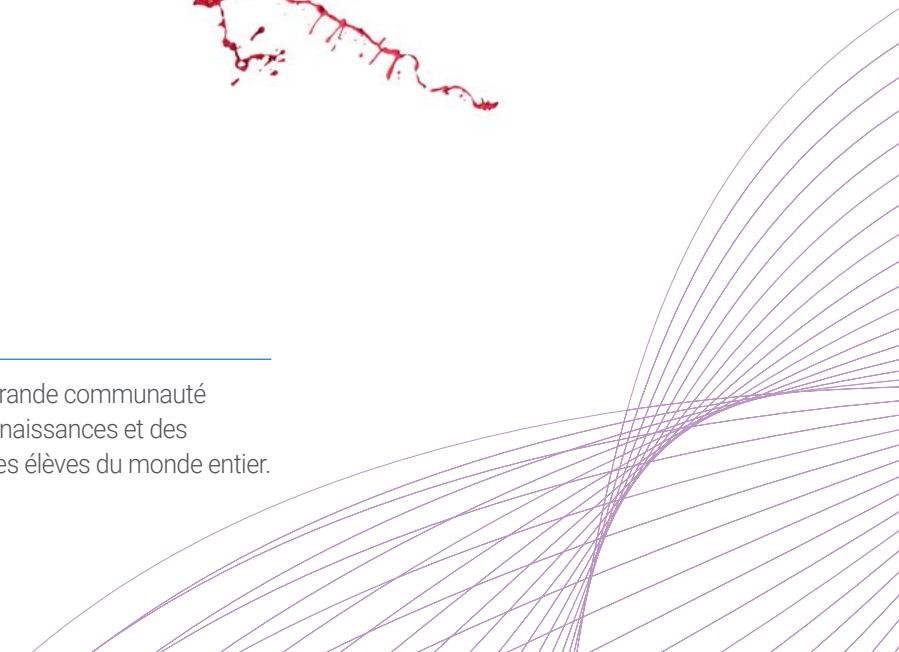 rande communauté
naissances et des
es élèves du monde entier.